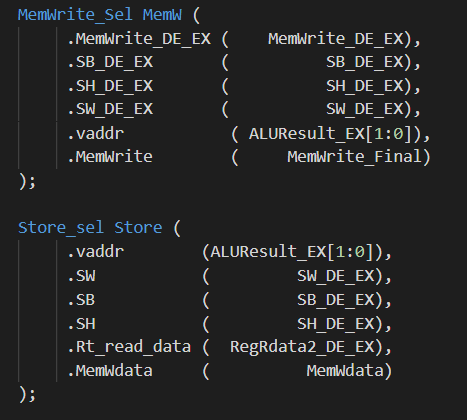 MemWrite_Sel MemW (
.MemWrite_DE_EX ( MemWrite_DE_EX),
.SB_DE_EX ( SB_DE_EX),
.SH_DE_EX ( SH_DE_EX),
.SW_DE_EX ( SW_DE_EX),
.vaddr ( ALUResult_EX[1:0]),
.MemWrite ( MemWrite_Final)
);
Store_sel Store (
.vaddr (ALUResult_EX[1:0]),
.SW ( SW_DE_EX),
.SB ( SB_DE_EX),
.SH ( SH_DE_EX),
.Rt_read_data ( RegRdata2_DE_EX),
.MemWdata ( MemWdata)
);